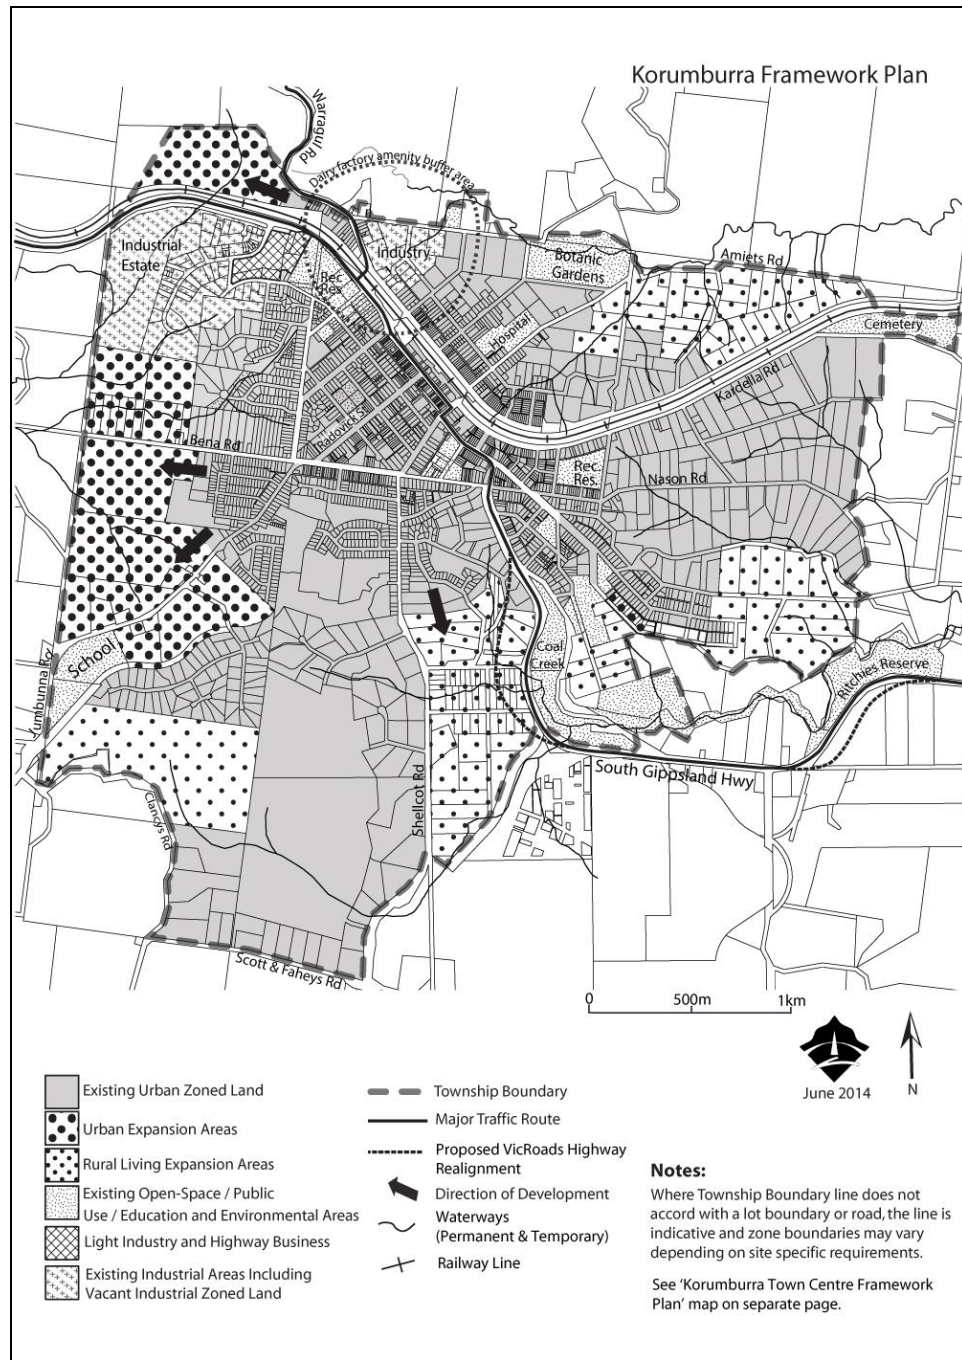 Korumburra Framework Plan
Warragul Rd
Dairy factory amenity buffer area
Industrial
Estate
Rec
Res
Industry
Botanic
Gardens
Amiets Rd
Hospital
Cemetery
Kardella Rd
Radovick St
Bena Rd
Rec.
Res.
Nason Rd
School
Jumbunna Rd
Coal
Creek
Ritchies Reserve
South Gippsland Hwy
Shellcot Rd
Clancys Rd
Scott & Faheys Rd
0 500m 1km
June 2014
N
Existing Urban Zoned Land
Urban Expansion Areas
Rural Living Expansion Areas
Existing Open-Space / Public
Use / Education and Environmental Areas
Light Industry and Highway Business
Existing Industrial Areas Including
Vacant Industrial Zoned Land
Township Boundary
Major Traffic Route
Proposed VicRoads Highway
Realignment
Direction of Development
Waterways
(Permanent & Temporary)
Railway Line
Notes:
Where Township Boundary line does not
accord with a lot boundary or road, the line is
indicative and zone boundaries may vary
depending on site specific requirements.
See 'Korumburra Town Centre Framework
Plan' map on separate page.